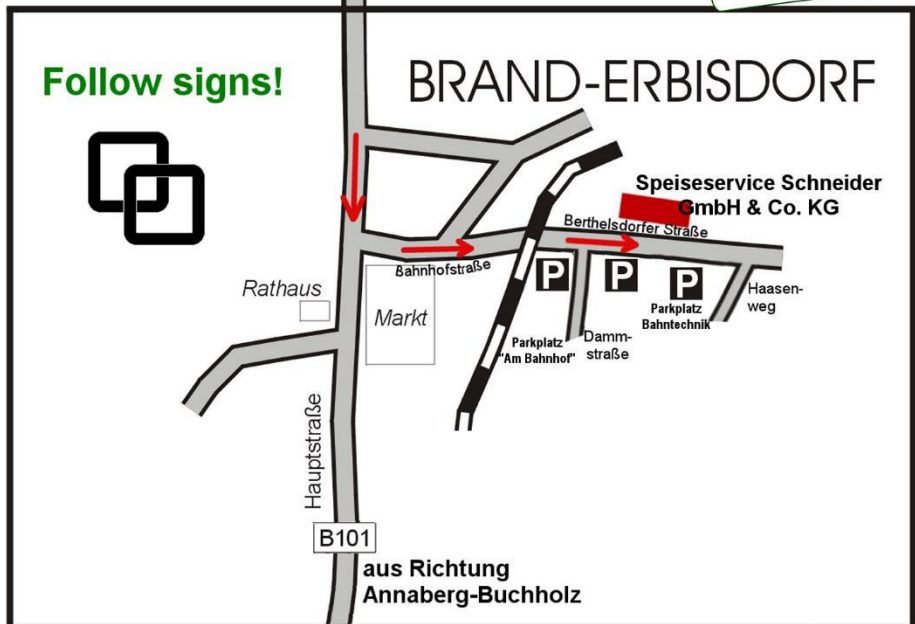 Follow signs!
BRAND-ERBISDORF
Speiseservice Schneider
GmbH & Co. KG
Berthelsdorfer Straße
Bahnhofstraße
P
P
P
Rathaus
Markt
Parkplatz
"Am Bahnhof"
Damm-
straße
Parkplatz
Bahntechnik
Haasen-
weg
Hauptstraße
B101
aus Richtung
Annaberg-Buchholz